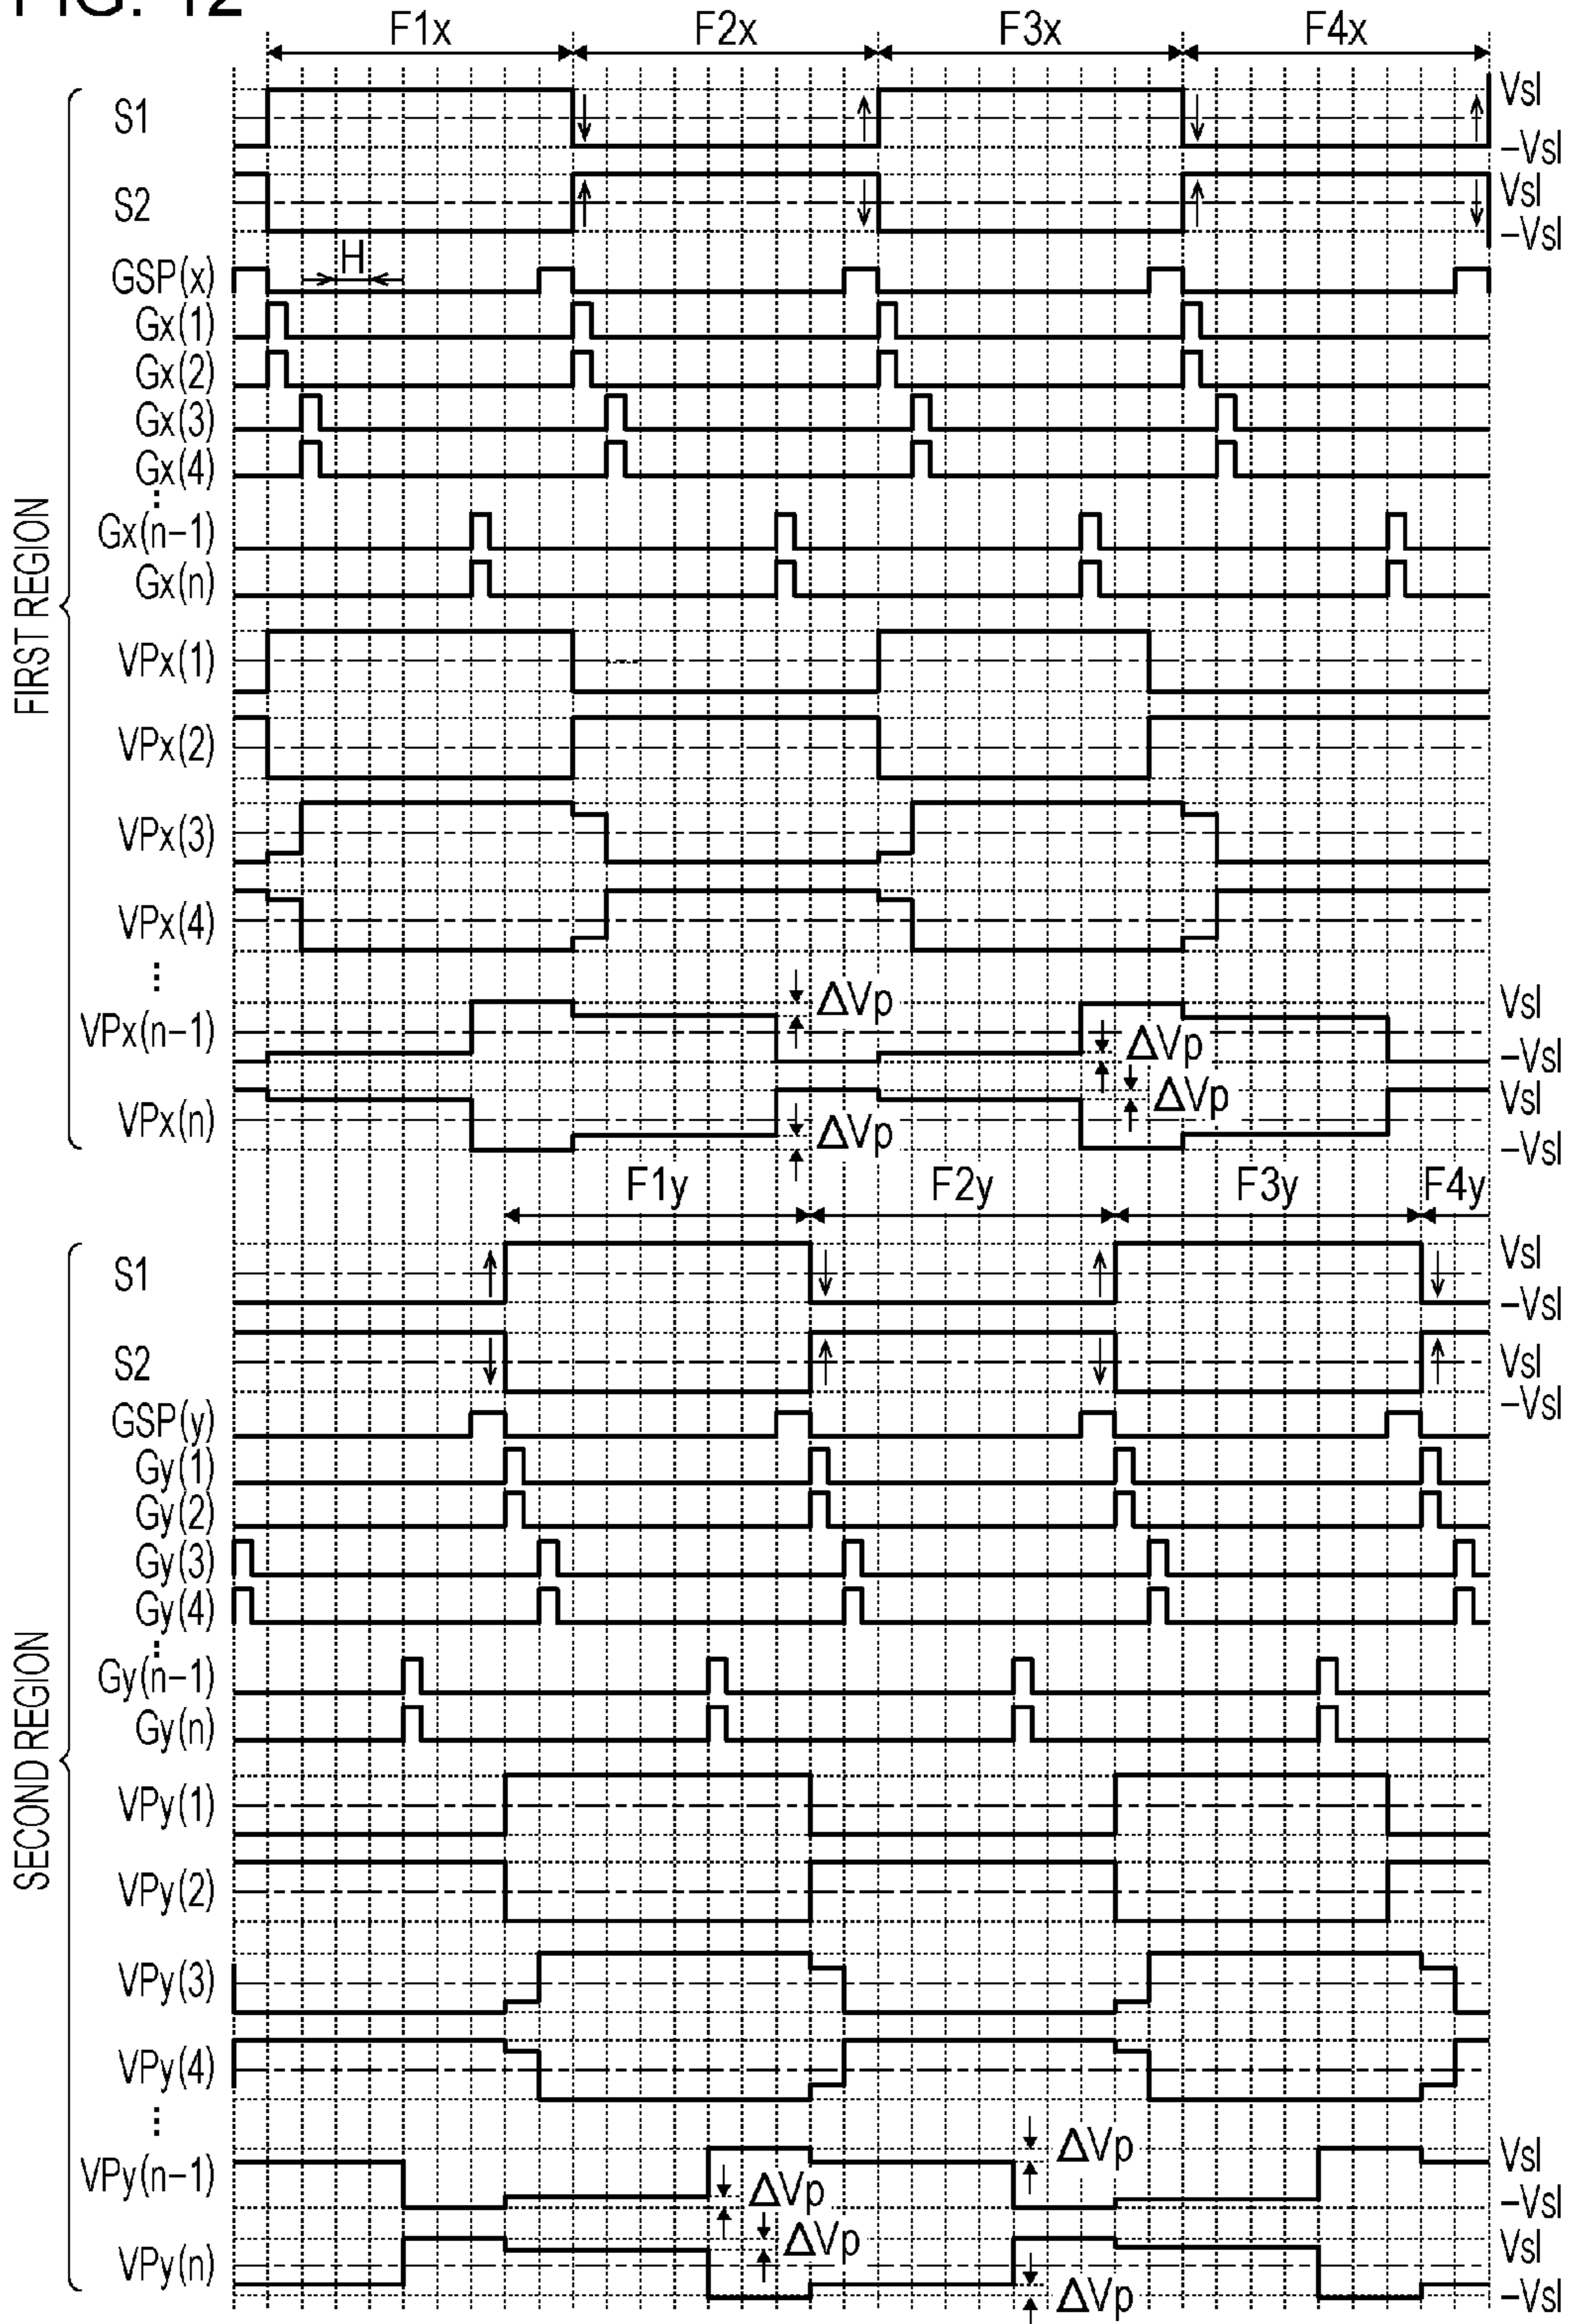 FIG. 12
F1x F2x F3x F4x
FIRST REGION
S1 Vsl
−Vsl
S2 Vsl
−Vsl
GSP(x) H
Gx(1)
Gx(2)
Gx(3)
Gx(4)
⋮
Gx(n−1)
Gx(n)
VPx(1)
VPx(2)
VPx(3)
VPx(4)
⋮
VPx(n−1) ΔVp Vsl
ΔVp −Vsl
VPx(n) ΔVp Vsl
ΔVp −Vsl
F1y F2y F3y F4y
SECOND REGION
S1 Vsl
−Vsl
S2 Vsl
−Vsl
GSP(y)
Gy(1)
Gy(2)
Gy(3)
Gy(4)
⋮
Gy(n−1)
Gy(n)
VPy(1)
VPy(2)
VPy(3)
VPy(4)
⋮
VPy(n−1) ΔVp Vsl
ΔVp −Vsl
VPy(n) ΔVp Vsl
ΔVp −Vsl